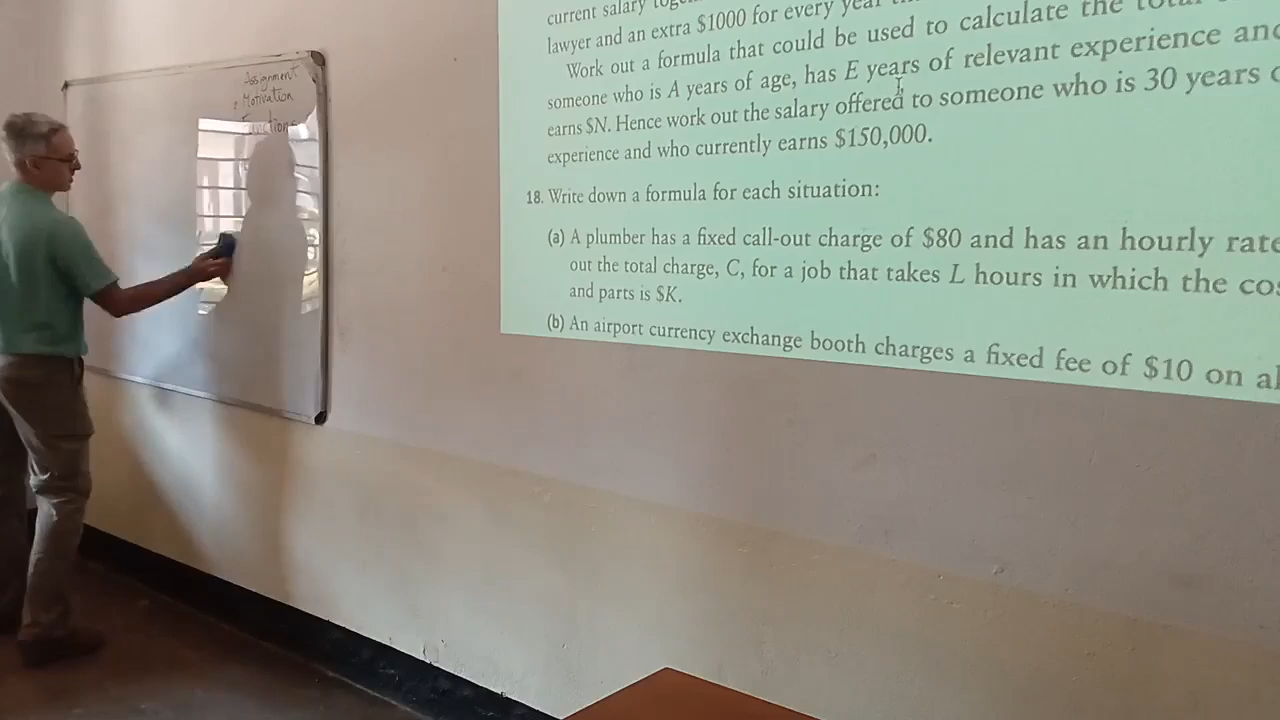 Assignment
: Motivation
Functions
current salary
lawyer and an extra $1000 for every year
Work out a formula that could be used to calculate the
someone who is A years of age, has E years of relevant experience and
earns $N. Hence work out the salary offered to someone who is 30 years
experience and who currently earns $150,000.
18. Write down a formula for each situation:
(a) A plumber has a fixed call-out charge of $80 and has an hourly rate
out the total charge, C, for a job that takes L hours in which the
and parts is $K.
(b) An airport currency exchange booth charges a fixed fee of $10 on